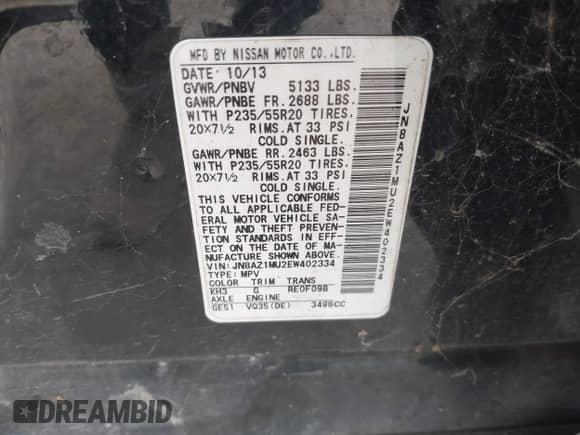 MFD BY NISSAN MOTOR CO.,LTD.
DATE: 10/13
GVWR/PNBV 5133 LBS.
GAWR/PNBE FR. 2688 LBS.
WITH P235/55R20 TIRES.
20X7½ RIMS.AT 33 PSI
COLD SINGLE.
GAWR/PNBE RR. 2463 LBS.
WITH P235/55R20 TIRES.
20X7½ RIMS.AT 33 PSI
COLD SINGLE.
THIS VEHICLE CONFORMS
TO ALL APPLICABLE FED-
ERAL MOTOR VEHICLE SA-
FETY AND THEFT PREVEN-
TION STANDARDS IN EFF-
ECT ON THE DATE OF MA-
NUFACTURE SHOWN ABOVE.
VIN:JN8AZ1MU2EW402334
TYPE:MPV
COLOR TRIM TRANS
KH3 G RE0F09B
AXLE ENGINE
GE51 VQ35(DE) 3498CC
JN8AZ1MU2EW402334
DREAMBID